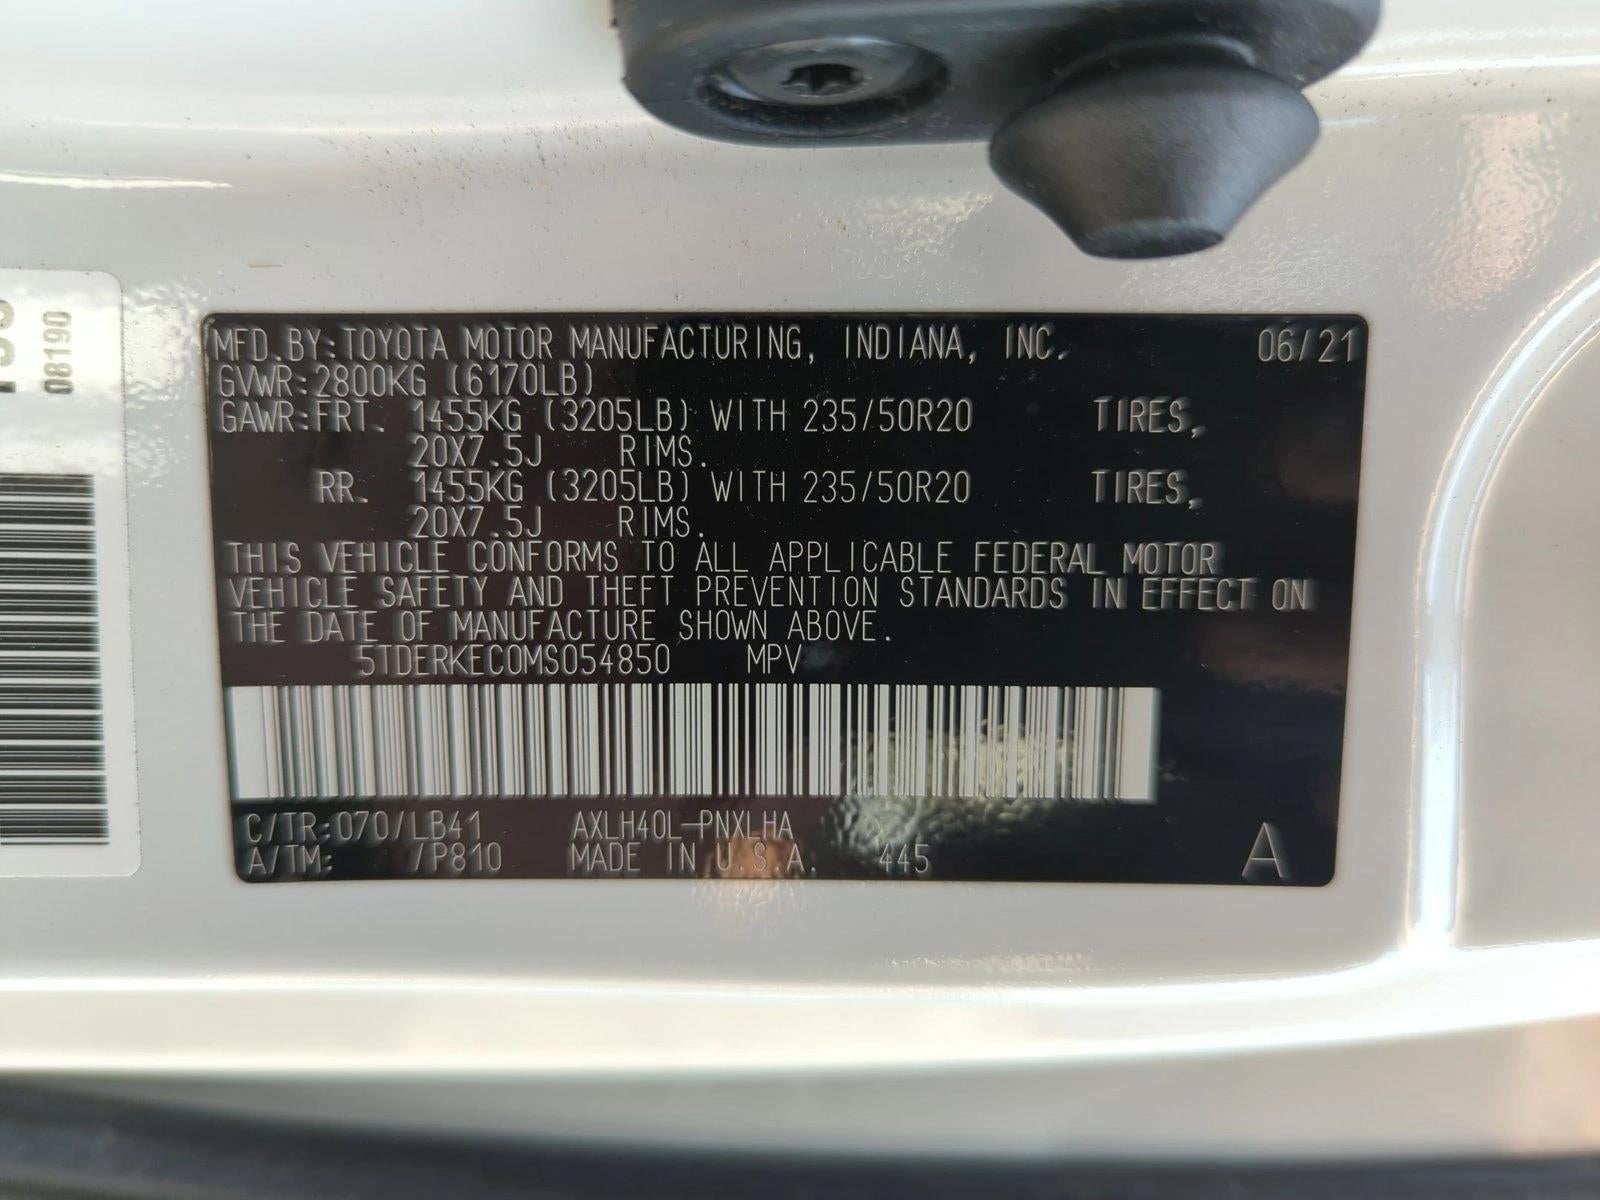 MFD.BY:TOYOTA MOTOR MANUFACTURING, INDIANA, INC. 06/21
GVWR:2800KG (6170LB)
GAWR:FRT. 1455KG (3205LB) WITH 235/50R20 TIRES,
20X7.5J RIMS.
RR. 1455KG (3205LB) WITH 235/50R20 TIRES,
20X7.5J RIMS.
THIS VEHICLE CONFORMS TO ALL APPLICABLE FEDERAL MOTOR
VEHICLE SAFETY AND THEFT PREVENTION STANDARDS IN EFFECT ON
THE DATE OF MANUFACTURE SHOWN ABOVE.
5TDERKEC0MS054850 MPV
C/TR:070/LB41 AXLH40L-PNXLHA
A/TM: /P810 MADE IN U.S.A. 445 A
08190